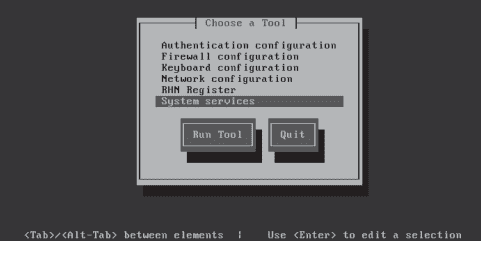 Choose a Tool
Authentication configuration
Firewall configuration
Keyboard configuration
Network configuration
RHN Register
System services
Run Tool
Quit
<Tab>/<Alt-Tab> between elements | Use <Enter> to edit a selection